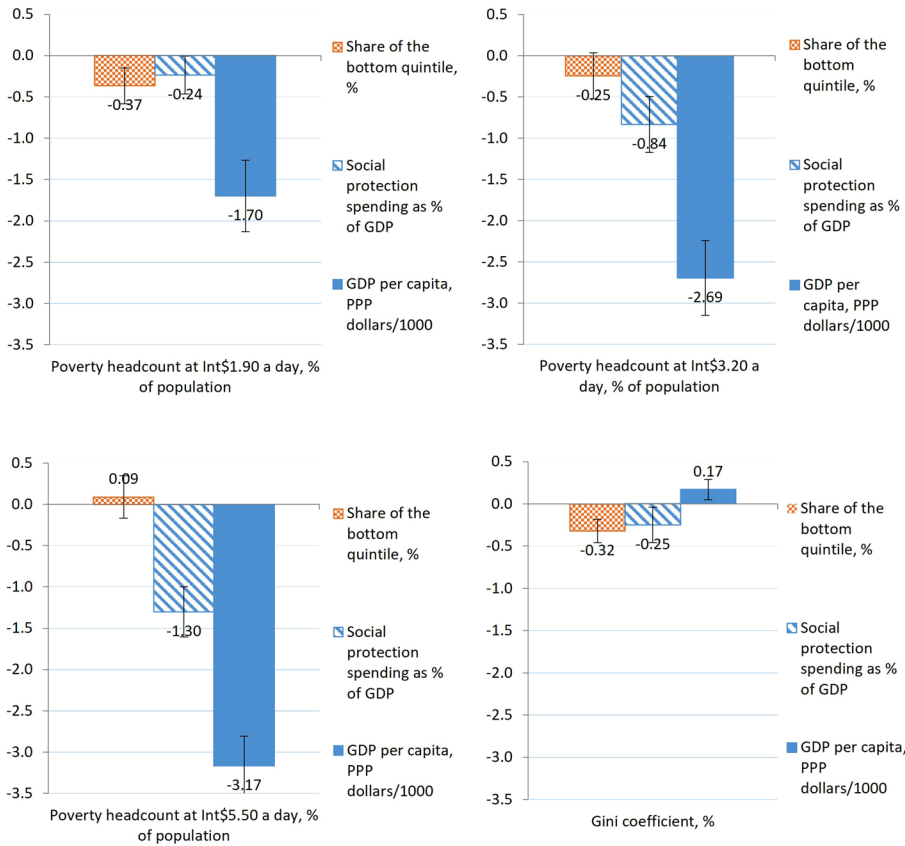 0.5
0.0
-0.5
-1.0
-1.5
-2.0
-2.5
-3.0
-3.5
-0.37
-0.24
-1.70
Share of the
bottom quintile,
%
Social
protection
spending as %
of GDP
GDP per capita,
PPP
dollars/1000
Poverty headcount at Int$1.90 a day, %
of population
0.5
0.0
-0.5
-1.0
-1.5
-2.0
-2.5
-3.0
-3.5
-0.25
-0.84
-2.69
Share of the
bottom
quintile, %
Social
protection
spending as %
of GDP
GDP per
capita, PPP
dollars/1000
Poverty headcount at Int$3.20 a
day, % of population
0.5
0.0
-0.5
-1.0
-1.5
-2.0
-2.5
-3.0
-3.5
0.09
-1.30
-3.17
Share of the
bottom
quintile, %
Social
protection
spending as %
of GDP
GDP per capita,
PPP
dollars/1000
Poverty headcount at Int$5.50 a day, %
of population
0.5
0.0
-0.5
-1.0
-1.5
-2.0
-2.5
-3.0
-3.5
-0.32
-0.25
0.17
Share of the
bottom
quintile, %
Social
protection
spending as %
of GDP
GDP per capita,
PPP
dollars/1000
Gini coefficient, %